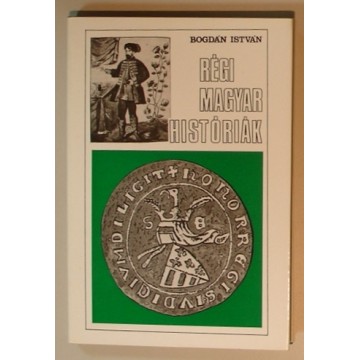 BOGDÁN ISTVÁN
RÉGI
MAGYAR
HISTÓRIÁK